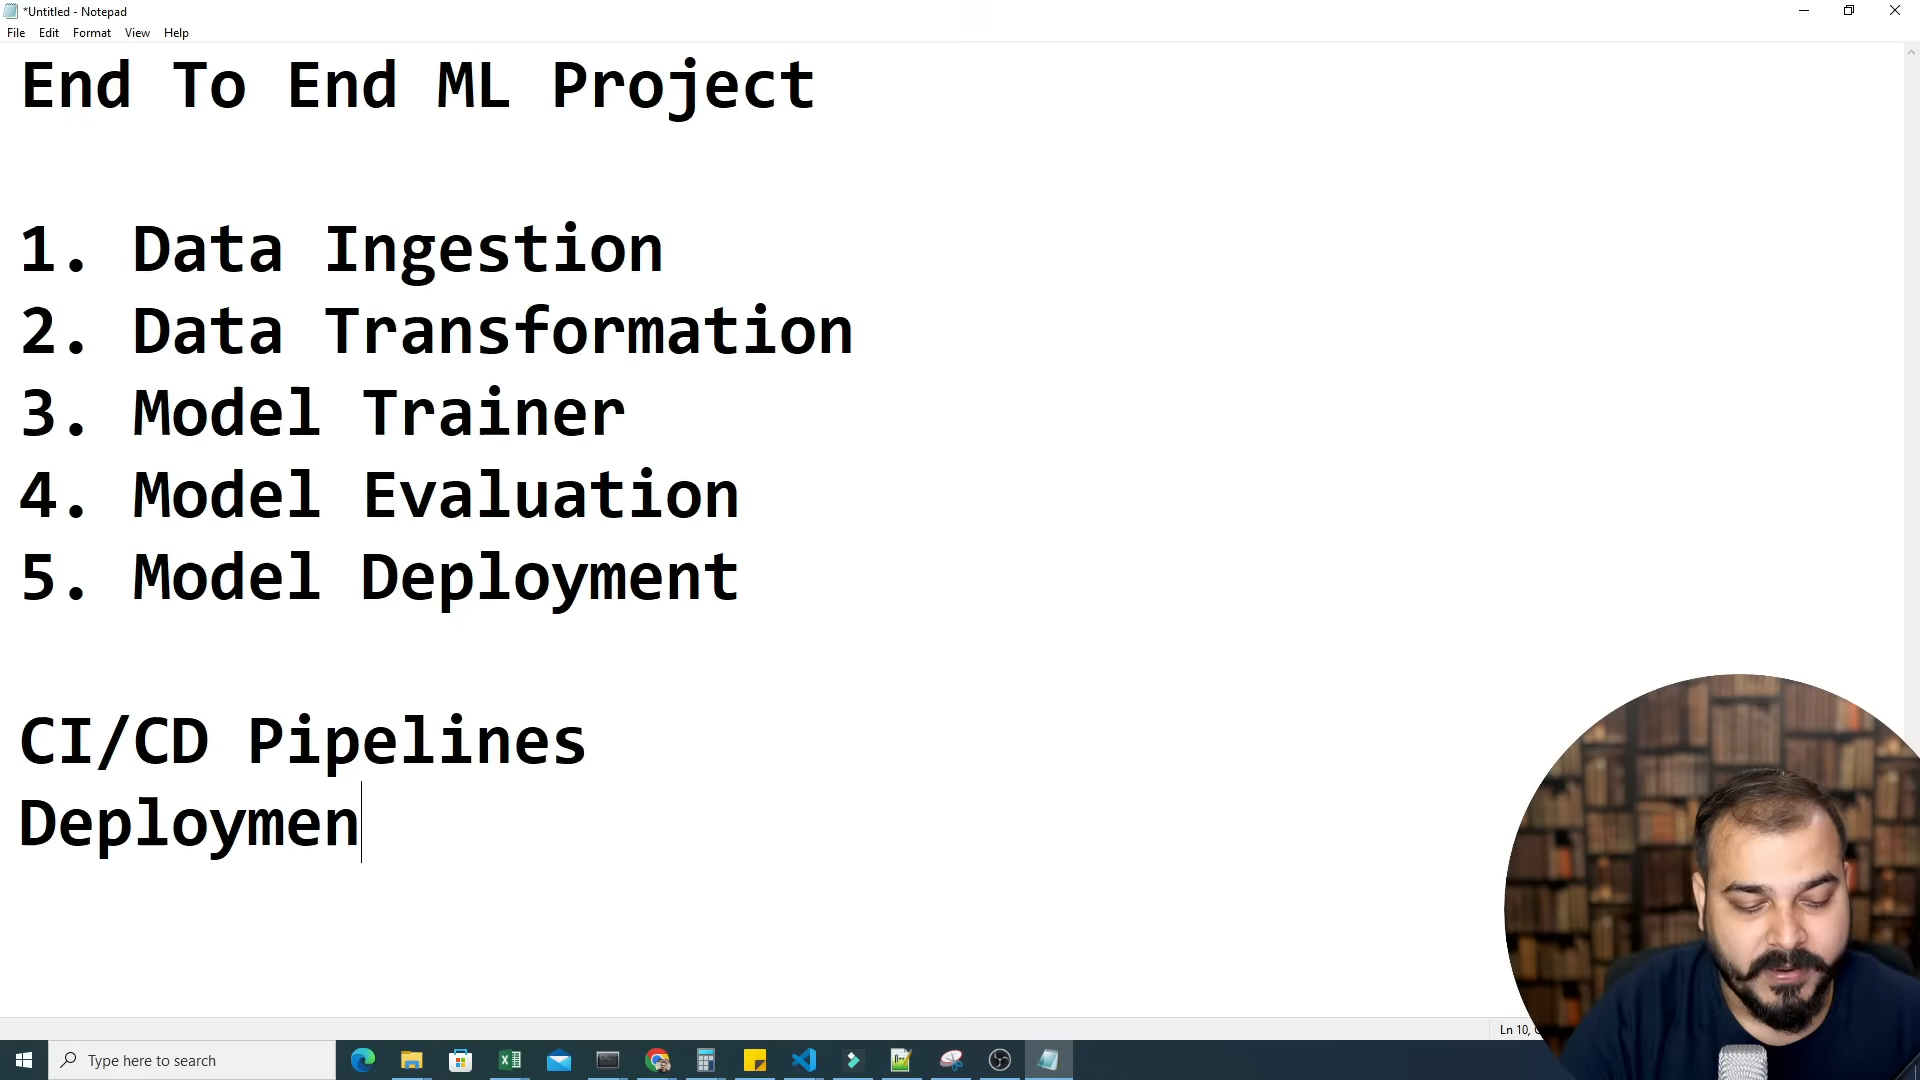 *Untitled - Notepad
File Edit Format View Help
End To End ML Project
1. Data Ingestion
2. Data Transformation
3. Model Trainer
4. Model Evaluation
5. Model Deployment
CI/CD Pipelines
Deploymen
Ln 10,
Type here to search